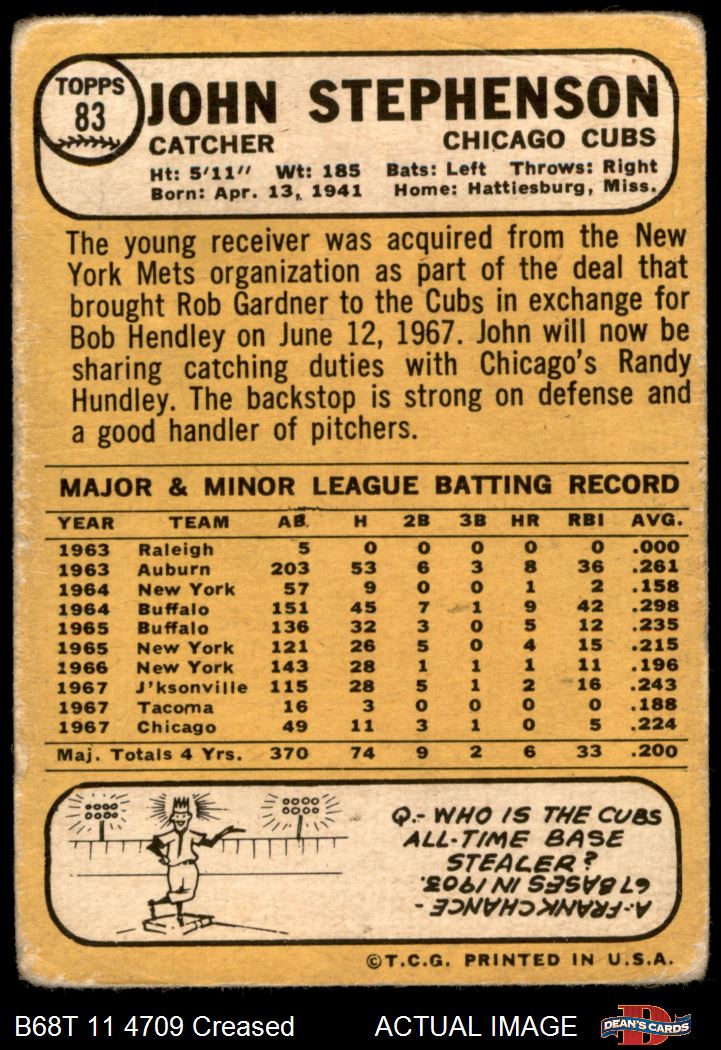 TOPPS
83
JOHN STEPHENSON
CATCHER CHICAGO CUBS
Ht: 5'11" Wt: 185 Bats: Left Throws: Right
Born: Apr. 13, 1941 Home: Hattiesburg, Miss.
The young receiver was acquired from the New
York Mets organization as part of the deal that
brought Rob Gardner to the Cubs in exchange for
Bob Hendley on June 12, 1967. John will now be
sharing catching duties with Chicago's Randy
Hundley. The backstop is strong on defense and
a good handler of pitchers.
MAJOR & MINOR LEAGUE BATTING RECORD
YEAR TEAM AB H 2B 3B HR RBI AVG.
1963 Raleigh 5 0 0 0 0 0 .000
1963 Auburn 203 53 6 3 8 36 .261
1964 New York 57 9 0 0 1 2 .158
1964 Buffalo 151 45 7 1 9 42 .298
1965 Buffalo 136 32 3 0 5 12 .235
1965 New York 121 26 5 0 4 15 .215
1966 New York 143 28 1 1 1 11 .196
1967 J'ksonville 115 28 5 1 2 16 .243
1967 Tacoma 16 3 0 0 0 0 .188
1967 Chicago 49 11 3 1 0 5 .224
Maj. Totals 4 Yrs. 370 74 9 2 6 33 .200
Q.- WHO IS THE CUBS
ALL-TIME BASE
STEALER?
A.-FRANK CHANCE -
67 BASES IN 1903.
©T.C.G. PRINTED IN U.S.A.
B68T 11 4709 Creased ACTUAL IMAGE
D
DEAN'S CARDS